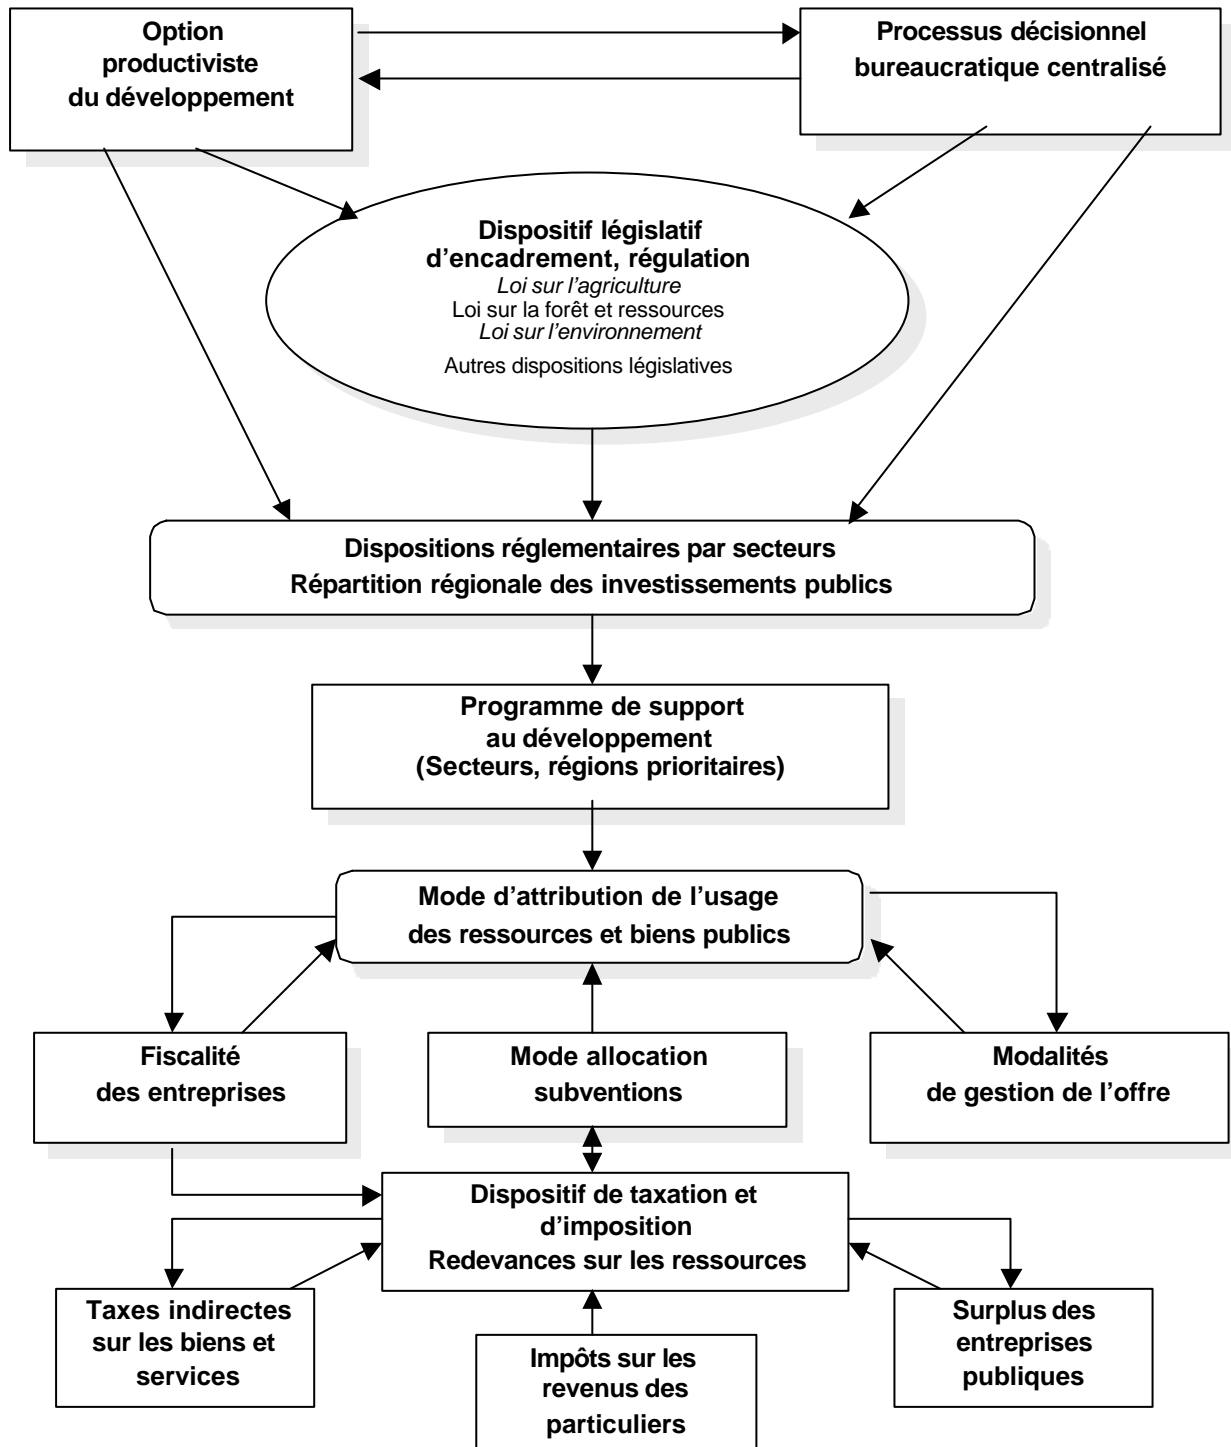 Option
productiviste
du développement
Processus décisionnel
bureaucratique centralisé
Dispositif législatif
d’encadrement, régulation
Loi sur l’agriculture
Loi sur la forêt et ressources
Loi sur l’environnement
Autres dispositions législatives
Dispositions réglementaires par secteurs
Répartition régionale des investissements publics
Programme de support
au développement
(Secteurs, régions prioritaires)
Mode d’attribution de l’usage
des ressources et biens publics
Fiscalité
des entreprises
Mode allocation
subventions
Modalités
de gestion de l’offre
Dispositif de taxation et
d’imposition
Redevances sur les ressources
Taxes indirectes
sur les biens et
services
Impôts sur les
revenus des
particuliers
Surplus des
entreprises
publiques